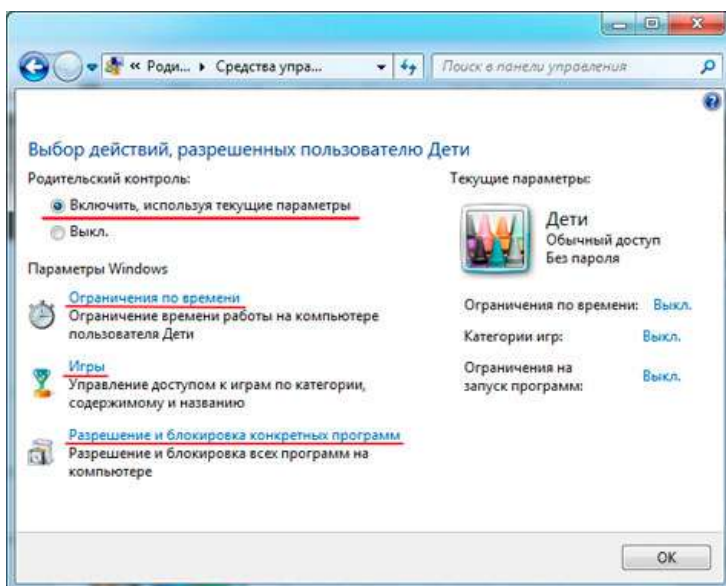 « Роди... ▸ Средства упра...
Поиск в панели управления
Выбор действий, разрешенных пользователю Дети
Родительский контроль:
Включить, используя текущие параметры
Выкл.
Параметры Windows
Ограничения по времени
Ограничение времени работы на компьютере
пользователя Дети
Игры
Управление доступом к играм по категории,
содержимому и названию
Разрешение и блокировка конкретных программ
Разрешение и блокировка всех программ на
компьютере
Текущие параметры:
Дети
Обычный доступ
Без пароля
Ограничения по времени: Выкл.
Категории игр: Выкл.
Ограничения на
запуск программ: Выкл.
OK